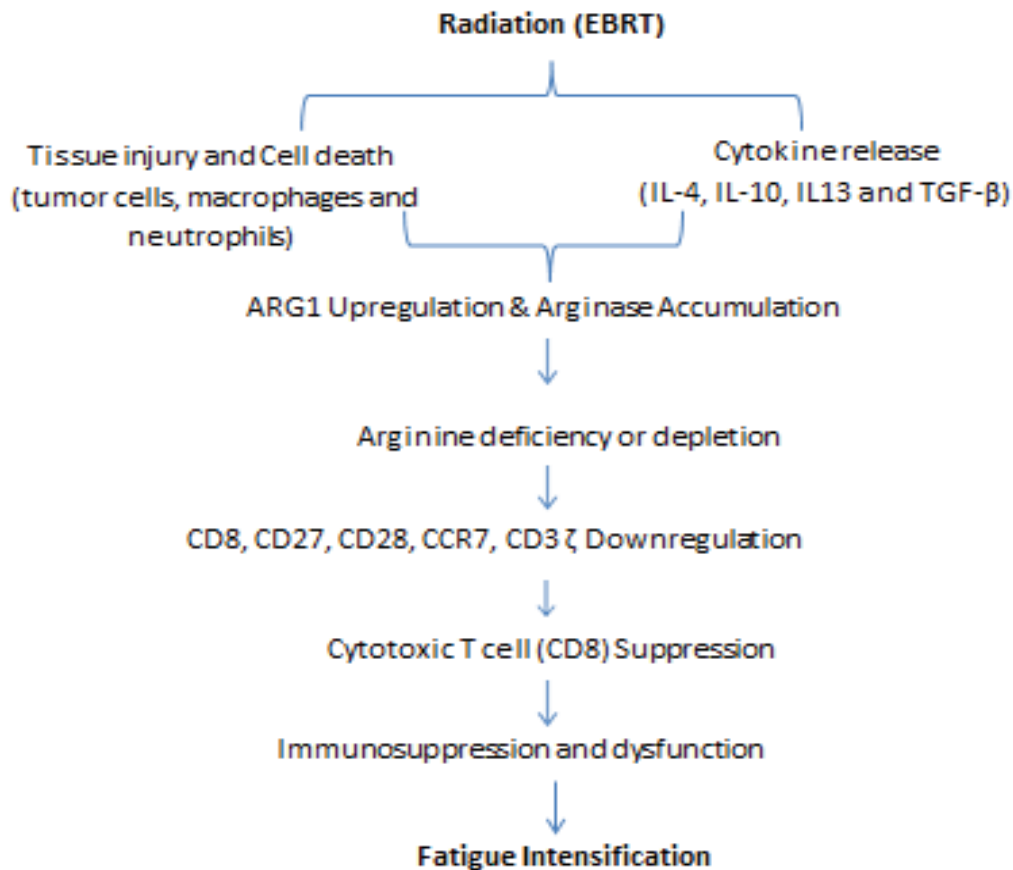 Radiation (EBRT)
Tissue injury and Cell death
(tumor cells, macrophages and
neutrophils)
Cytokine release
(IL-4, IL-10, IL13 and TGF-β)
ARG1 Upregulation & Arginase Accumulation
Arginine deficiency or depletion
CD8, CD27, CD28, CCR7, CD3 ζ Downregulation
Cytotoxic T cell (CD8) Suppression
Immunosuppression and dysfunction
Fatigue Intensification